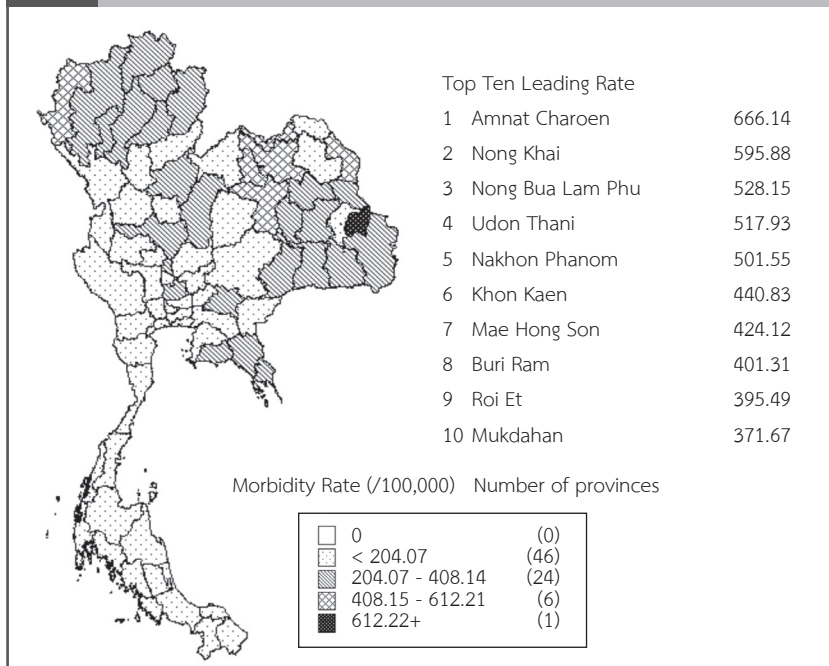 Top Ten Leading Rate
1 Amnat Charoen 666.14
2 Nong Khai 595.88
3 Nong Bua Lam Phu 528.15
4 Udon Thani 517.93
5 Nakhon Phanom 501.55
6 Khon Kaen 440.83
7 Mae Hong Son 424.12
8 Buri Ram 401.31
9 Roi Et 395.49
10 Mukdahan 371.67
Morbidity Rate (/100,000) Number of provinces
0 (0)
< 204.07 (46)
204.07 - 408.14 (24)
408.15 - 612.21 (6)
612.22+ (1)